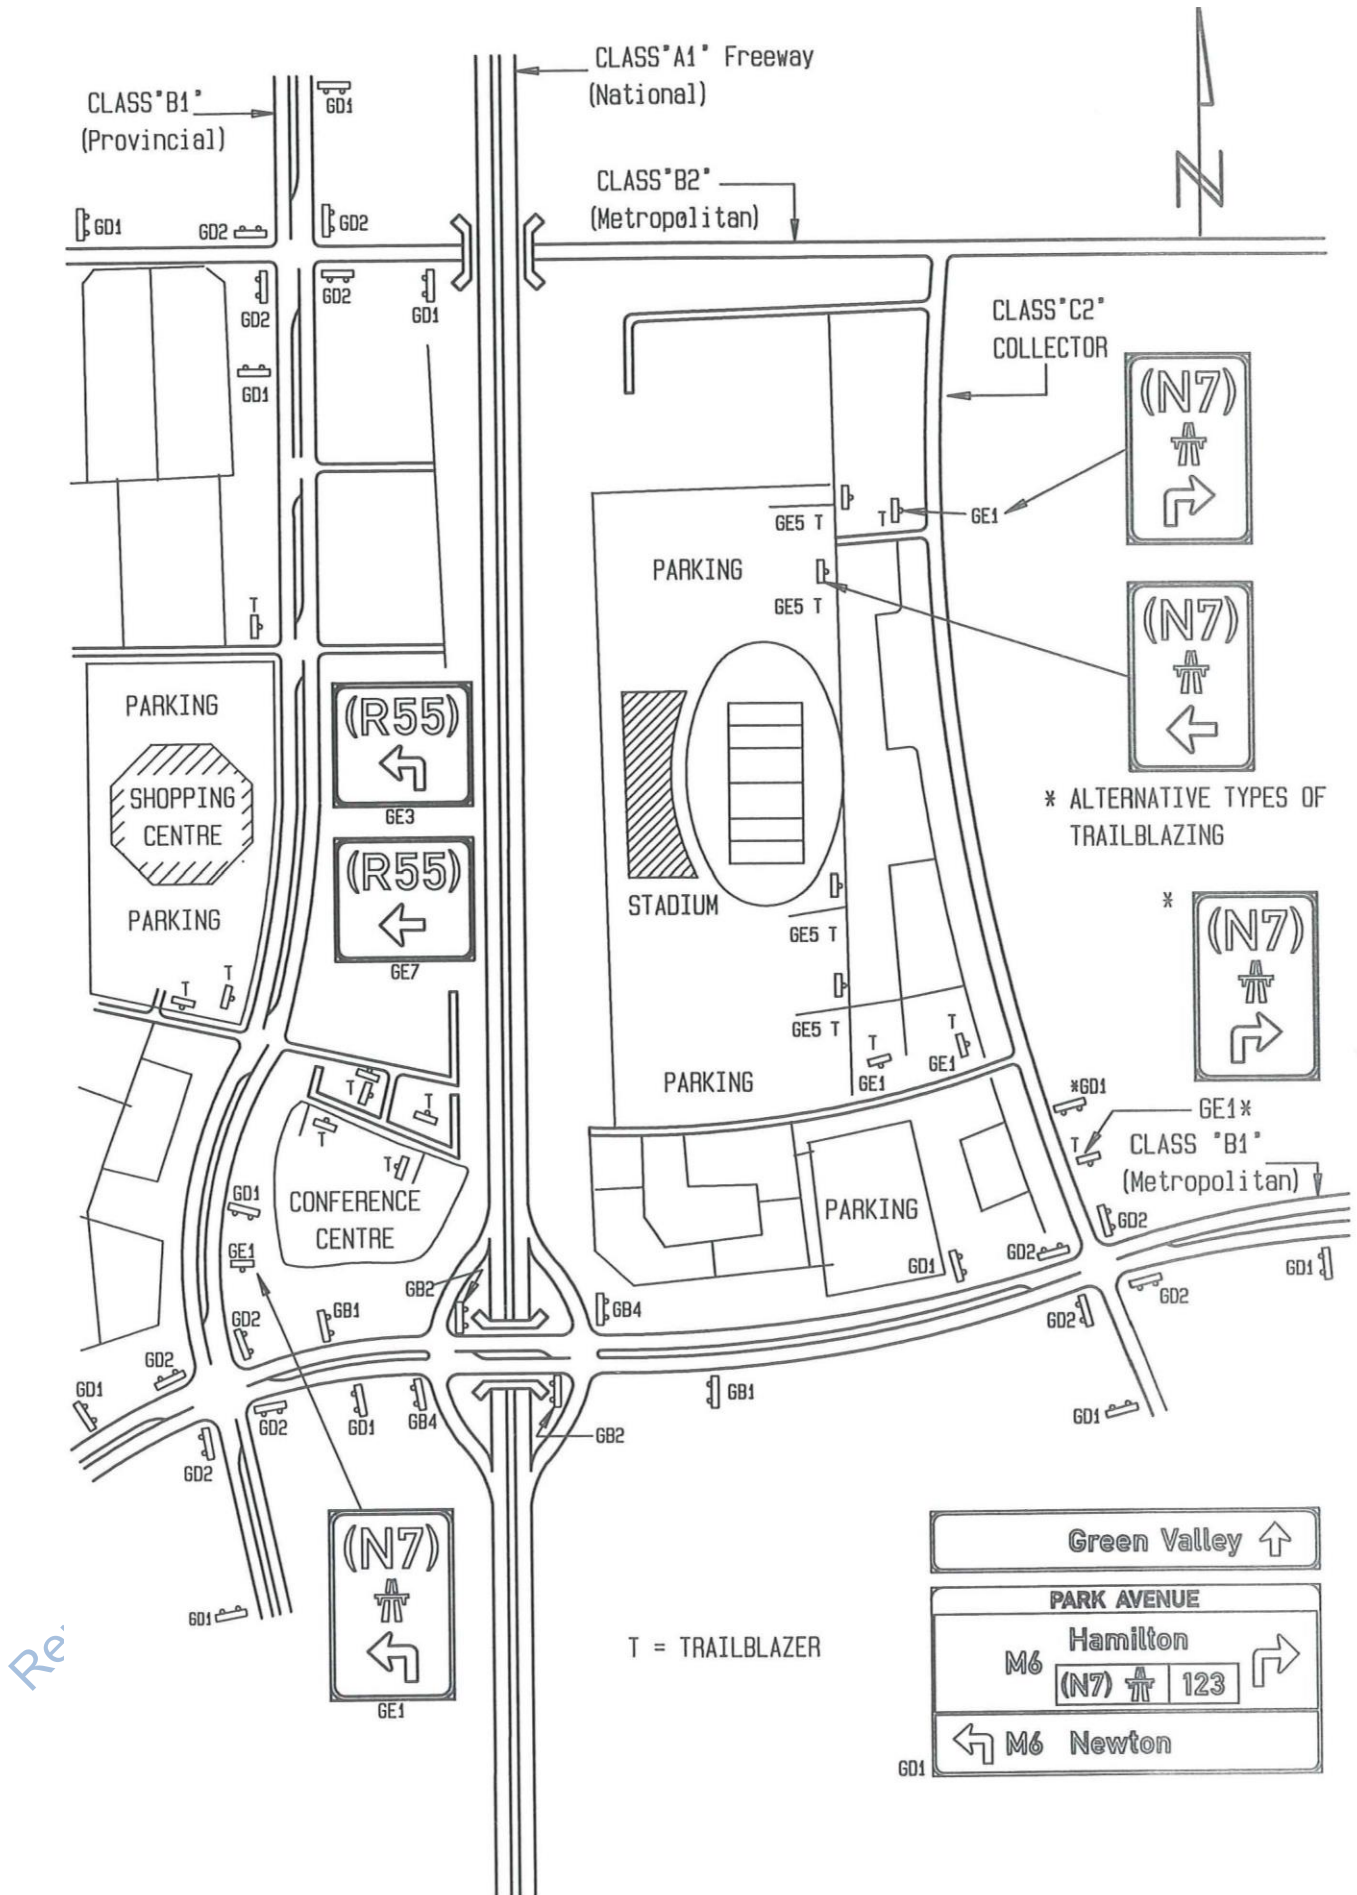 CLASS"A1" Freeway
(National)
CLASS"B1"
(Provincial)
GD1
CLASS"B2"
(Metropolitan)
N
GD1
GD2
GD2
GD2
GD2
GD1
GD1
CLASS"C2"
COLLECTOR
(N7)
GE5 T
T
GE1
PARKING
GE5 T
(N7)
T
PARKING
SHOPPING
CENTRE
PARKING
(R55)
GE3
(R55)
GE7
STADIUM
* ALTERNATIVE TYPES OF
TRAILBLAZING
*
(N7)
GE5 T
GE5 T
T
T
T
T
T
T
T
GE1
T
GE1
PARKING
*GD1
GE1*
T
CLASS "B1"
(Metropolitan)
GD1
CONFERENCE
CENTRE
PARKING
GD2
GE1
GB2
GD1
GD2
GD1
GD2
GB1
GB4
GD2
GD2
GD2
GD1
GD2
GD1
GB4
GB1
GD1
GD2
GB2
(N7)
GE1
GD1
T = TRAILBLAZER
Green Valley
PARK AVENUE
Hamilton
M6
(N7) 123
M6 Newton
GD1
Re